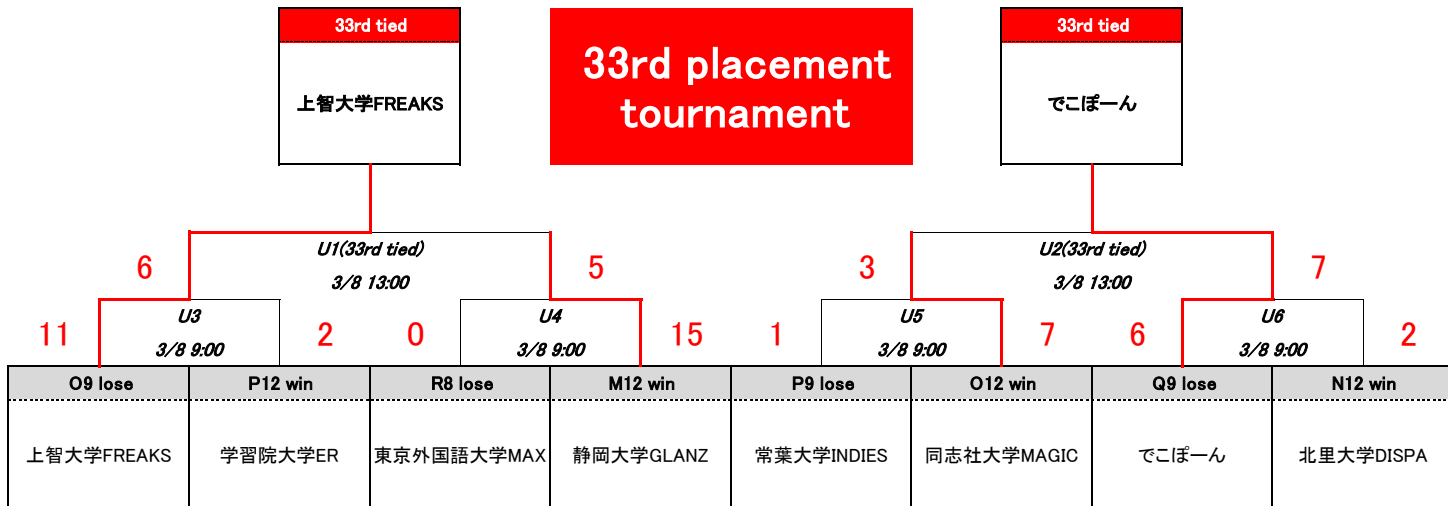 33rd tied
33rd tied
33rd placement
tournament
上智大学FREAKS
でこぽーん
U1(33rd tied)
U2(33rd tied)
6
5
3
7
3/8 13:00
3/8 13:00
U3
U4
U5
U6
11
2
0
15
1
7
6
2
3/8 9:00
3/8 9:00
3/8 9:00
3/8 9:00
O9 lose
P12 win
R8 lose
M12 win
P9 lose
O12 win
Q9 lose
N12 win
上智大学FREAKS
学習院大学ER
東京外国語大学MAX
静岡大学GLANZ
常葉大学INDIES
同志社大学MAGIC
でこぽーん
北里大学DISPA